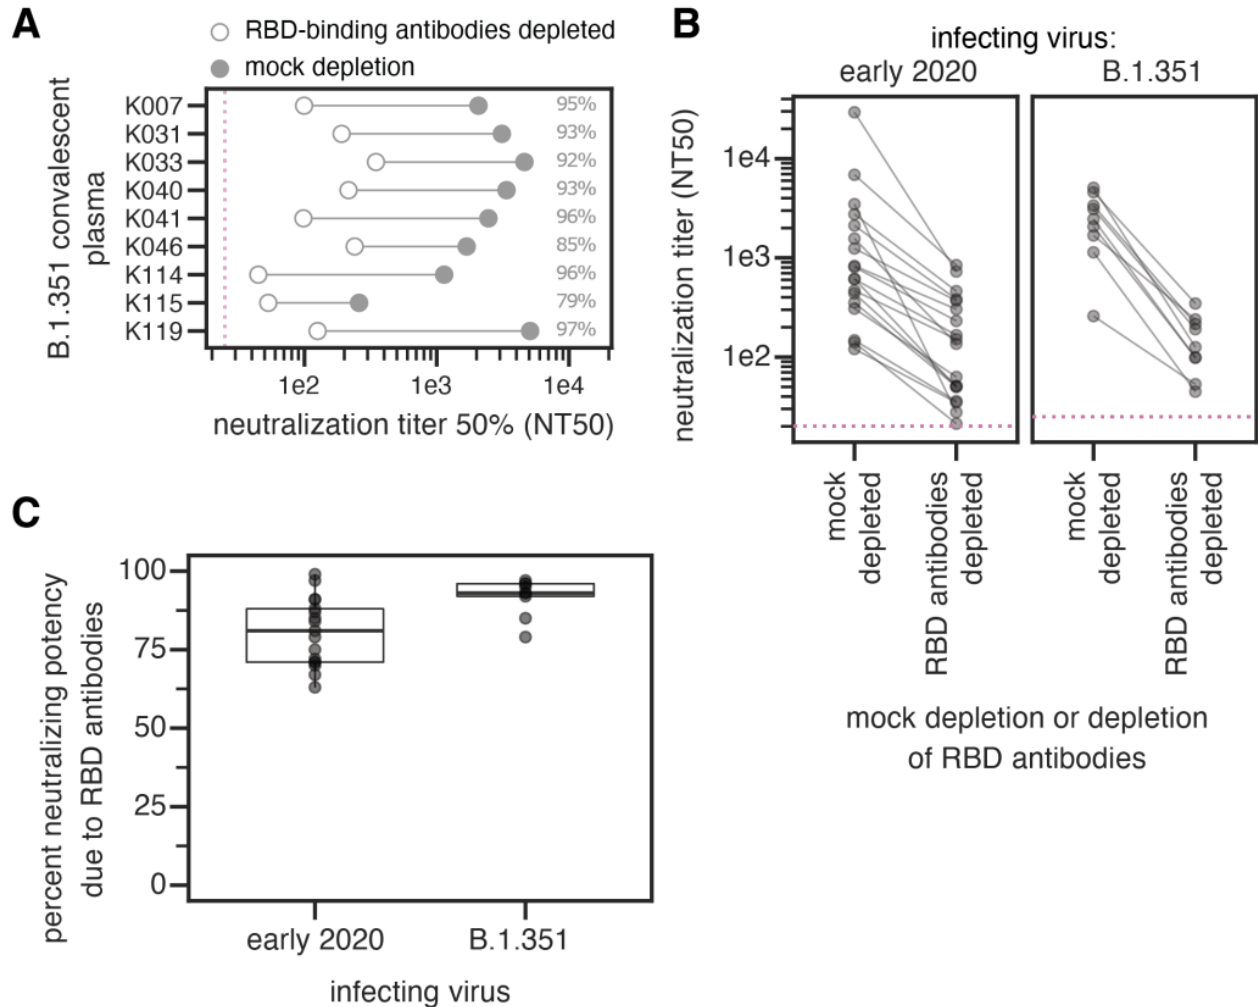 A
RBD-binding antibodies depleted
mock depletion
B.1.351 convalescent
plasma
K007
95%
K031
93%
K033
92%
K040
93%
K041
96%
K046
85%
K114
96%
K115
79%
K119
97%
1e2
1e3
1e4
neutralization titer 50% (NT50)
B
infecting virus:
early 2020
B.1.351
neutralization titer (NT50)
1e4
1e3
1e2
mock
depleted
RBD antibodies
depleted
mock
depleted
RBD antibodies
depleted
mock depletion or depletion
of RBD antibodies
C
percent neutralizing potency
due to RBD antibodies
100
75
50
25
0
early 2020
B.1.351
infecting virus